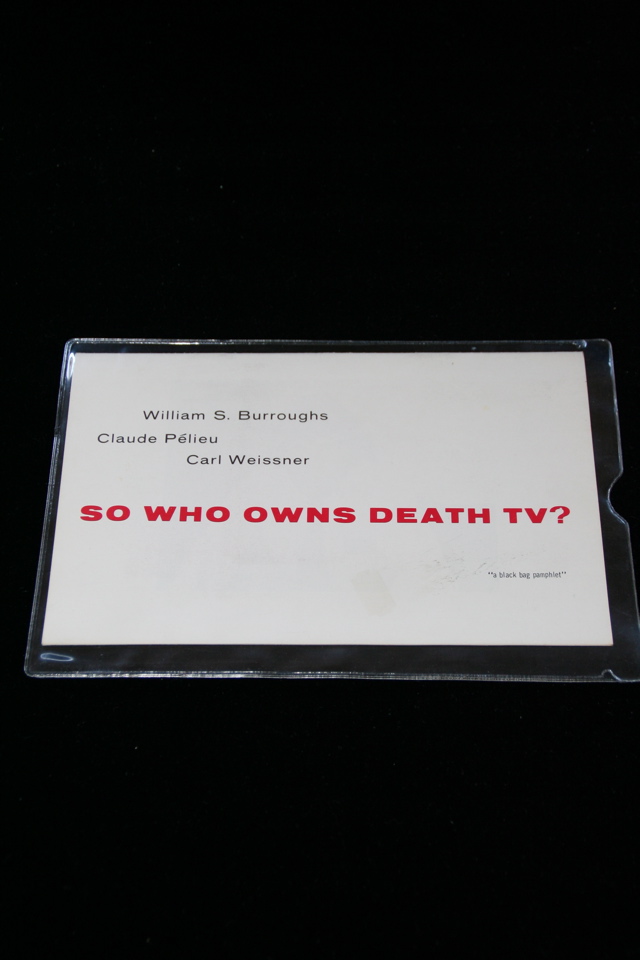 William S. Burroughs
Claude Pélieu
Carl Weissner
SO WHO OWNS DEATH TV?
"a black bag pamphlet"